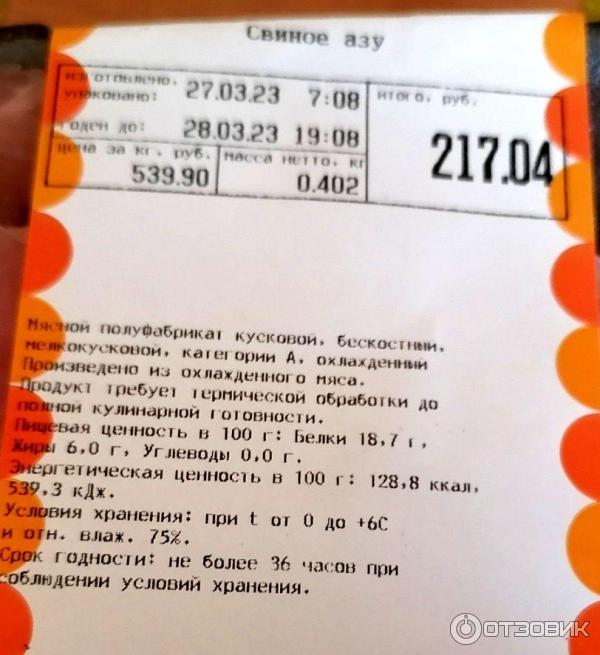 Свиное азу
изготовлено,
упаковано: 27.03.23 7:08
годен до: 28.03.23 19:08
итого, руб.
217.04
цена за кг, руб.
539.90
масса нетто, кг
0.402
Мясной полуфабрикат кусковой, бескостный,
мелкокусковой, категории А, охлажденный
Произведено из охлажденного мяса.
Продукт требует термической обработки до
полной кулинарной готовности.
Пищевая ценность в 100 г: Белки 18,7 г,
Жиры 6,0 г, Углеводы 0,0 г.
Энергетическая ценность в 100 г: 128,8 ккал,
539,3 кДж.
Условия хранения: при t от 0 до +6С
и отн. влаж. 75%.
Срок годности: не более 36 часов при
соблюдении условий хранения.
ОТЗОВИК